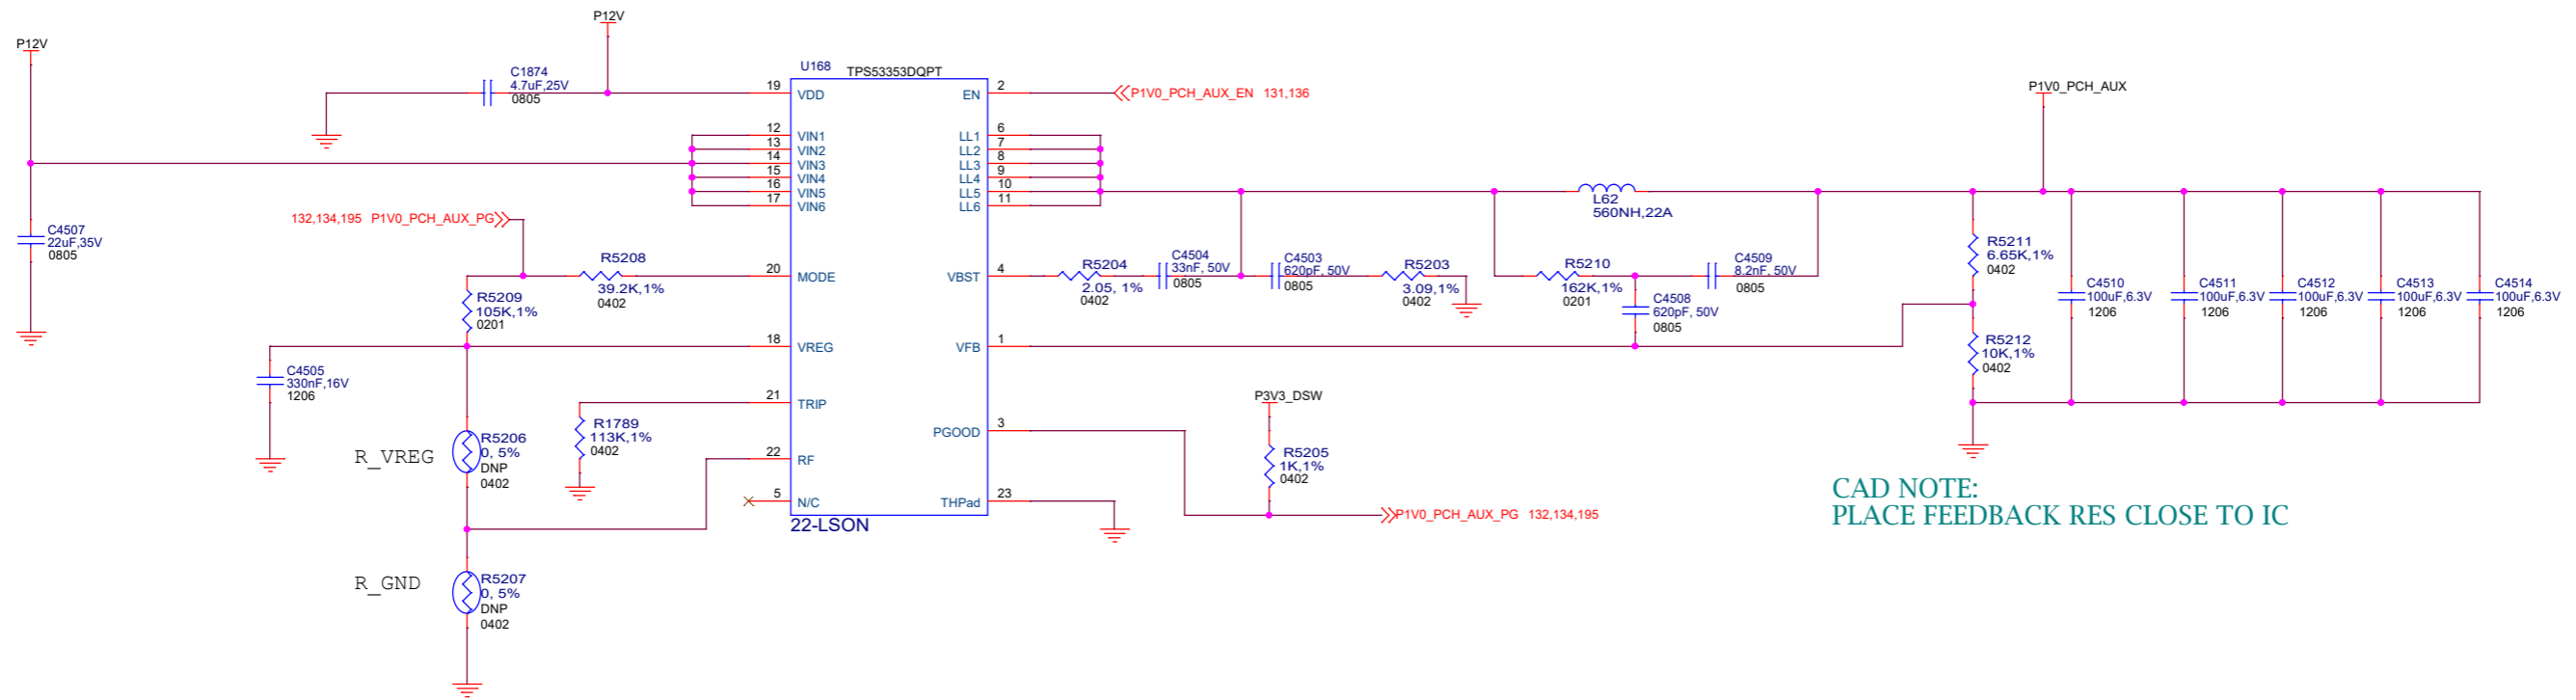 P12V
P12V
C1874
4.7uF,25V
0805
U168
TPS53353DQPT
19
VDD
EN
2
P1V0_PCH_AUX_EN 131,136
P1V0_PCH_AUX
12
VIN1
13
VIN2
14
VIN3
15
VIN4
16
VIN5
17
VIN6
LL1
6
LL2
7
LL3
8
LL4
9
LL5
10
LL6
11
L62
560NH,22A
132,134,195 P1V0_PCH_AUX_PG
C4507
22uF,35V
0805
R5208
39.2K,1%
0402
20
MODE
VBST
4
R5204
2.05, 1%
0402
C4504
33nF, 50V
0805
C4503
620pF, 50V
0805
R5203
3.09,1%
0402
R5210
162K,1%
0201
C4509
8.2nF, 50V
0805
C4508
620pF, 50V
0805
R5211
6.65K,1%
0402
C4510
100uF,6.3V
1206
C4511
100uF,6.3V
1206
C4512
100uF,6.3V
1206
C4513
100uF,6.3V
1206
C4514
100uF,6.3V
1206
R5209
105K,1%
0201
18
VREG
VFB
1
R5212
10K,1%
0402
C4505
330nF,16V
1206
21
TRIP
R1789
113K,1%
0402
P3V3_DSW
PGOOD
3
R5205
1K,1%
0402
R_VREG
R5206
0, 5%
DNP
0402
22
RF
5
N/C
THPad
23
22-LSON
P1V0_PCH_AUX_PG 132,134,195
CAD NOTE:
PLACE FEEDBACK RES CLOSE TO IC
R_GND
R5207
0, 5%
DNP
0402